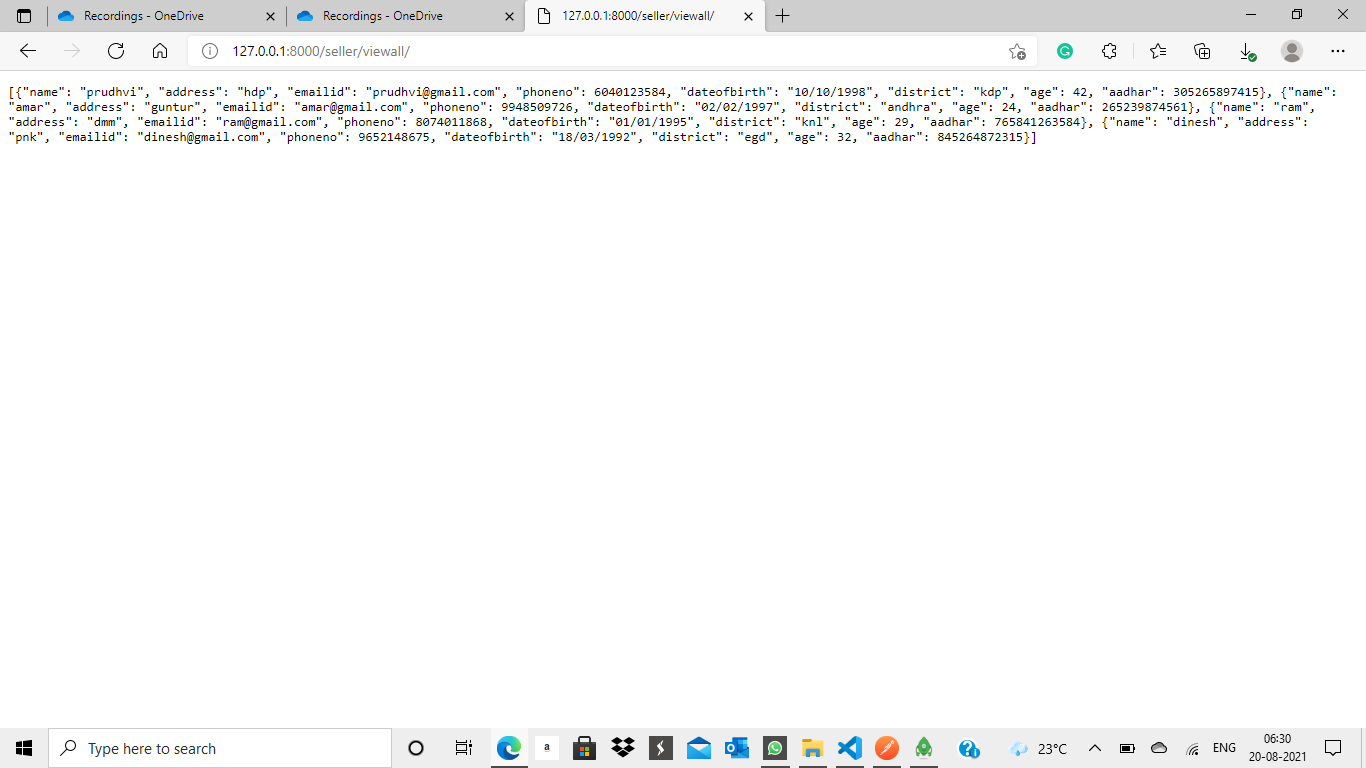 Recordings - OneDrive
Recordings - OneDrive
127.0.0.1:8000/seller/viewall/
127.0.0.1:8000/seller/viewall/
[{"name": "prudhvi", "address": "hdp", "emailid": "prudhvi@gmail.com", "phoneno": 6040123584, "dateofbirth": "10/10/1998", "district": "kdp", "age": 42, "aadhar": 305265897415}, {"name":
"amar", "address": "guntur", "emailid": "amar@gmail.com", "phoneno": 9948509726, "dateofbirth": "02/02/1997", "district": "andhra", "age": 24, "aadhar": 265239874561}, {"name": "ram",
"address": "dmm", "emailid": "ram@gmail.com", "phoneno": 8074011868, "dateofbirth": "01/01/1995", "district": "knl", "age": 29, "aadhar": 765841263584}, {"name": "dinesh", "address":
"pnk", "emailid": "dinesh@gmail.com", "phoneno": 9652148675, "dateofbirth": "18/03/1992", "district": "egd", "age": 32, "aadhar": 845264872315}]
Type here to search
a
23°C
ENG
06:30
20-08-2021